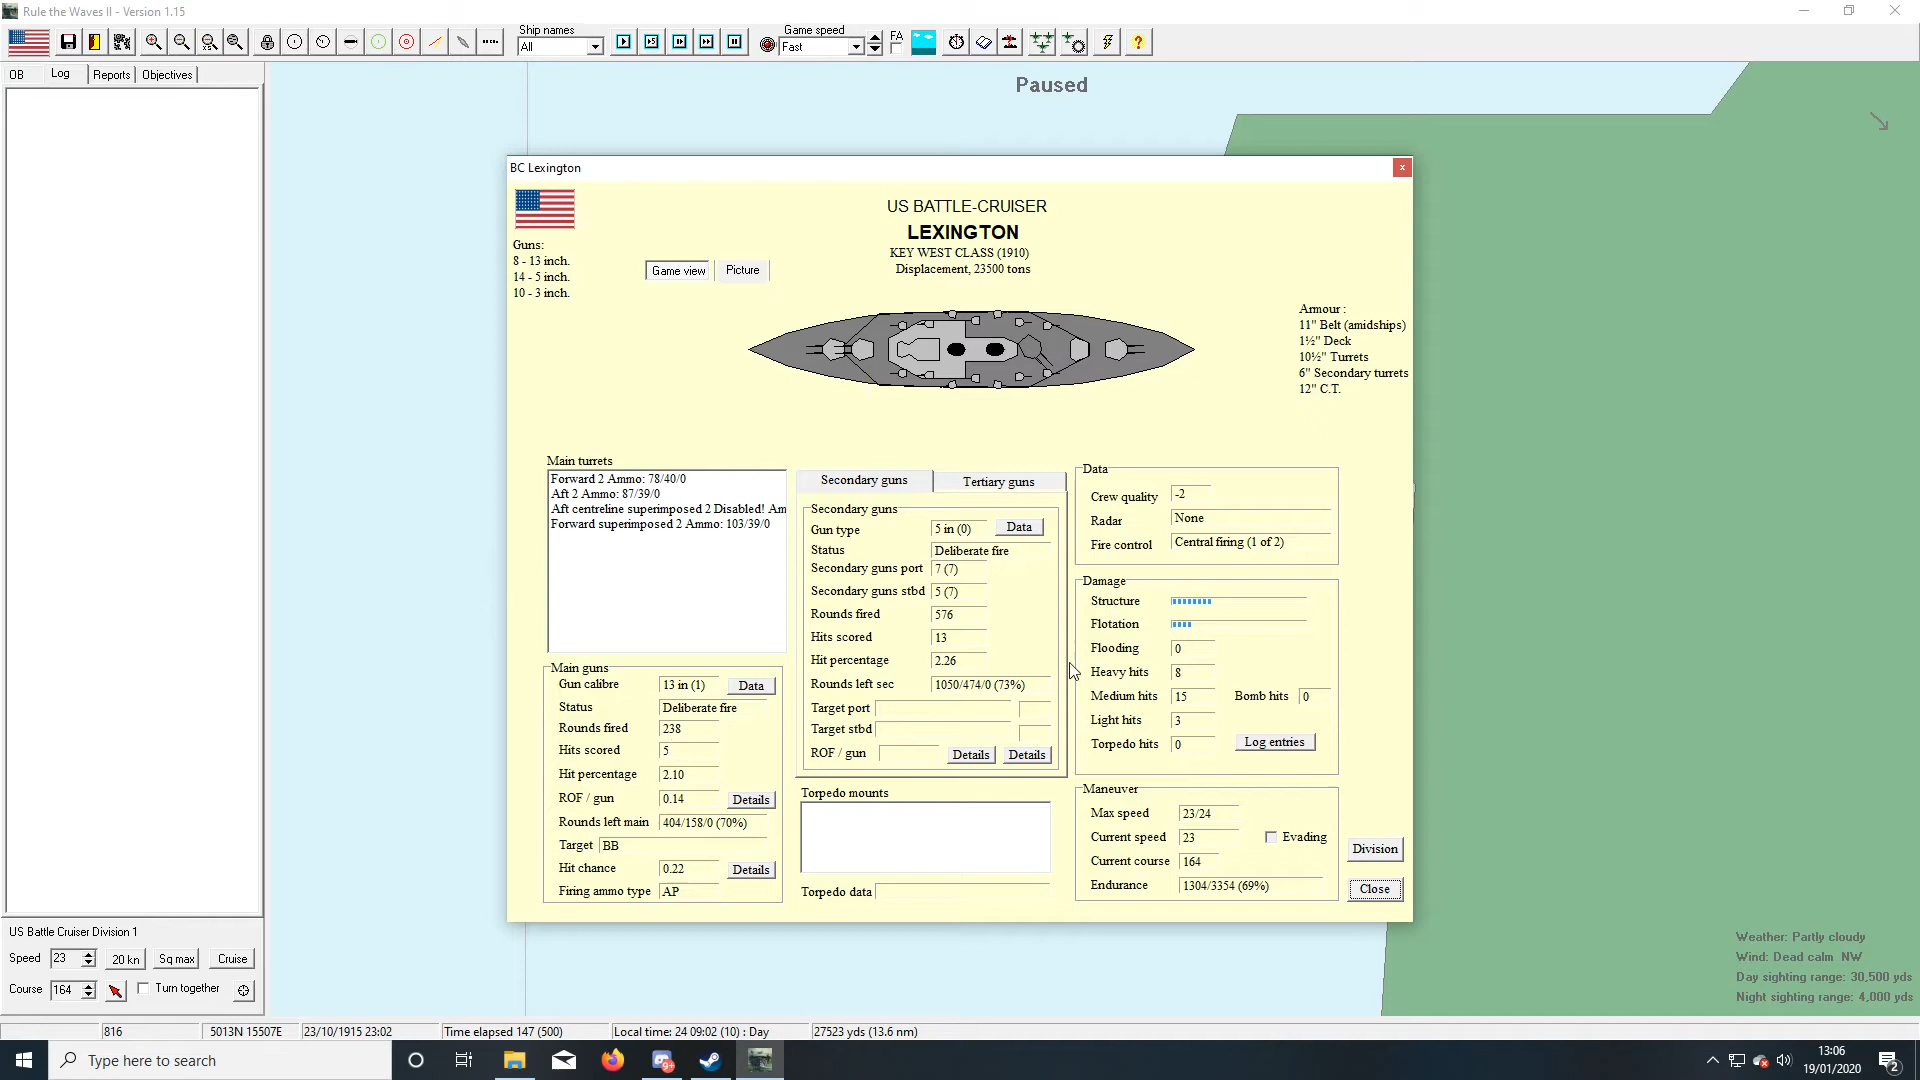 Rule the Waves II - Version 1.15
Ship names
All
Game speed
Fast
FA
OB
Log
Reports
Objectives
Paused
BC Lexington
x
US BATTLE-CRUISER
LEXINGTON
KEY WEST CLASS (1910)
Displacement, 23500 tons
Guns:
8 - 13 inch.
14 - 5 inch.
10 - 3 inch.
Game view
Picture
Armour :
11" Belt (amidships)
1½" Deck
10½" Turrets
6" Secondary turrets
12" C.T.
Main turrets
Forward 2 Ammo: 78/40/0
Aft 2 Ammo: 87/39/0
Aft centreline superimposed 2 Disabled! Am
Forward superimposed 2 Ammo: 103/39/0
Main guns
Gun calibre 13 in (1) Data
Status Deliberate fire
Rounds fired 238
Hits scored 5
Hit percentage 2.10
ROF / gun 0.14 Details
Rounds left main 404/158/0 (70%)
Target BB
Hit chance 0.22 Details
Firing ammo type AP
Secondary guns
Tertiary guns
Secondary guns
Gun type 5 in (0) Data
Status Deliberate fire
Secondary guns port 7 (7)
Secondary guns stbd 5 (7)
Rounds fired 576
Hits scored 13
Hit percentage 2.26
Rounds left sec 1050/474/0 (73%)
Target port
Target stbd
ROF / gun Details Details
Torpedo mounts
Torpedo data
Data
Crew quality -2
Radar None
Fire control Central firing (1 of 2)
Damage
Structure
Flotation
Flooding 0
Heavy hits 8
Medium hits 15 Bomb hits 0
Light hits 3
Torpedo hits 0 Log entries
Maneuver
Max speed 23/24
Current speed 23 Evading
Current course 164
Endurance 1304/3354 (69%)
Division
Close
US Battle Cruiser Division 1
Speed 23 20 kn Sq max Cruise
Course 164 Turn together
Weather: Partly cloudy
Wind: Dead calm NW
Day sighting range: 30,500 yds
Night sighting range: 4,000 yds
816 5013N 15507E 23/10/1915 23:02 Time elapsed 147 (500) Local time: 24 09:02 (10) : Day 27523 yds (13.6 nm)
Type here to search
9+
13:06
19/01/2020
2